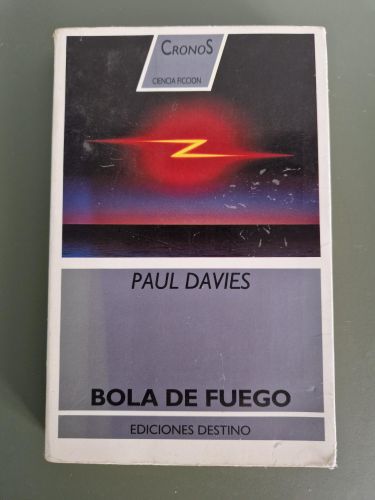 CRONOS
CIENCIA FICCION
PAUL DAVIES
BOLA DE FUEGO
EDICIONES DESTINO